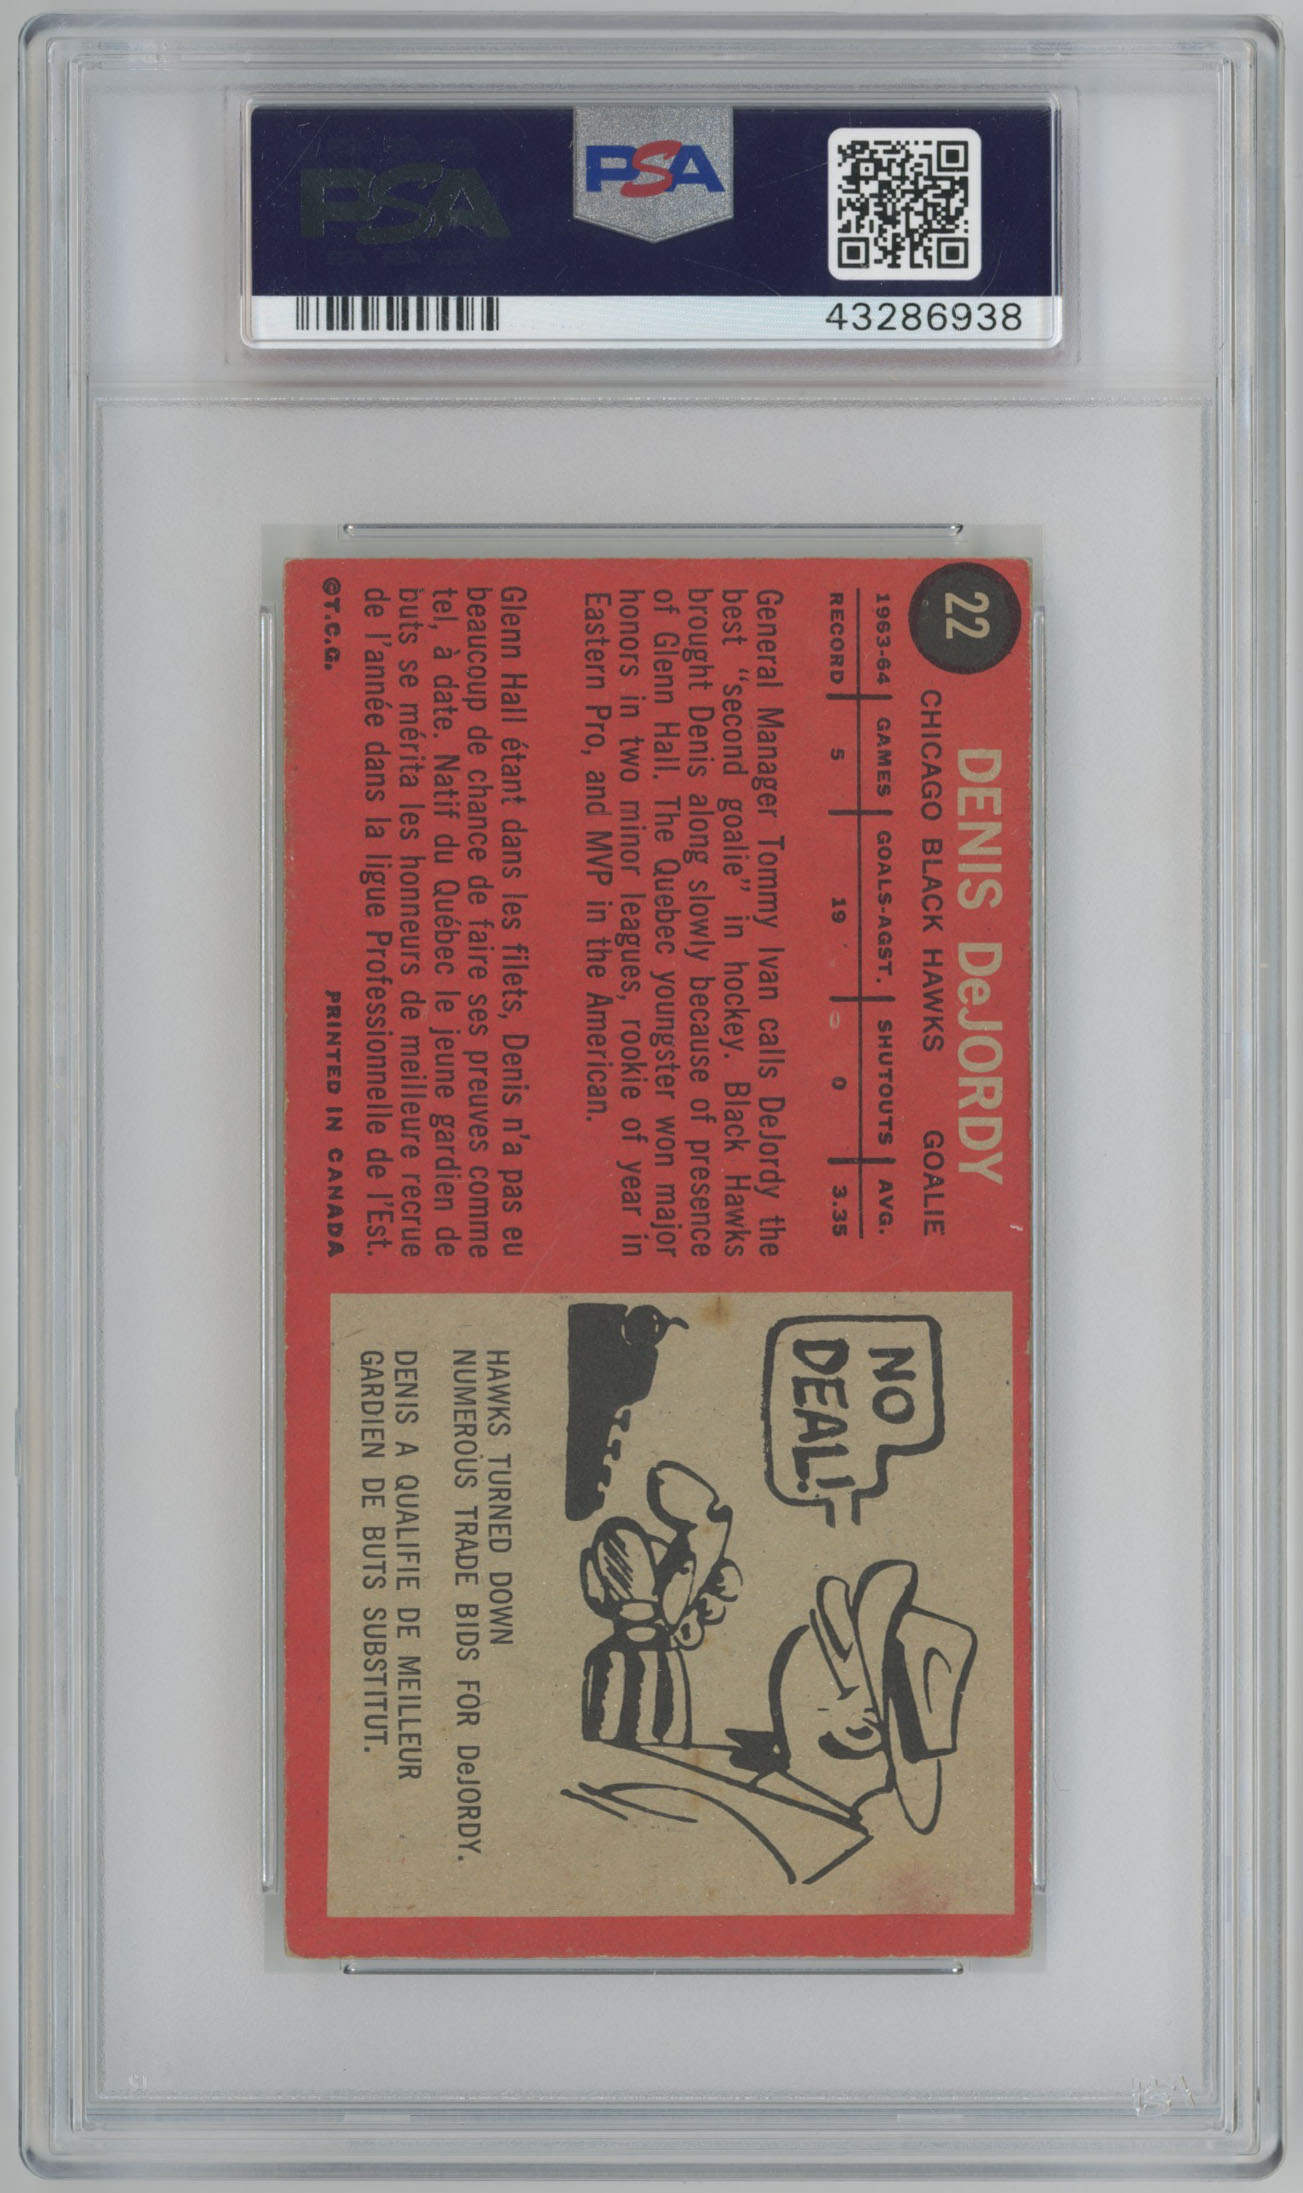 PSA
PSA
43286938
22
DENIS DeJORDY
CHICAGO BLACK HAWKS GOALIE
1963-64 GAMES GOALS-AGST. SHUTOUTS AVG.
RECORD 5 19 0 3.35
General Manager Tommy Ivan calls DeJordy the
best "second goalie" in hockey. Black Hawks
brought Denis along slowly because of presence
of Glenn Hall. The Quebec youngster won major
honors in two minor leagues, rookie of year in
Eastern Pro, and MVP in the American.
Glenn Hall étant dans les filets, Denis n'a pas eu
beaucoup de chance de faire ses preuves comme
tel, à date. Natif du Québec le jeune gardien de
buts se mérita les honneurs de meilleure recrue
de l'année dans la ligue Professionnelle de l'Est.
©T.C.G. PRINTED IN CANADA
NO
DEAL!
HAWKS TURNED DOWN
NUMEROUS TRADE BIDS FOR DeJORDY.
DENIS A QUALIFIE DE MEILLEUR
GARDIEN DE BUTS SUBSTITUT.
PSA